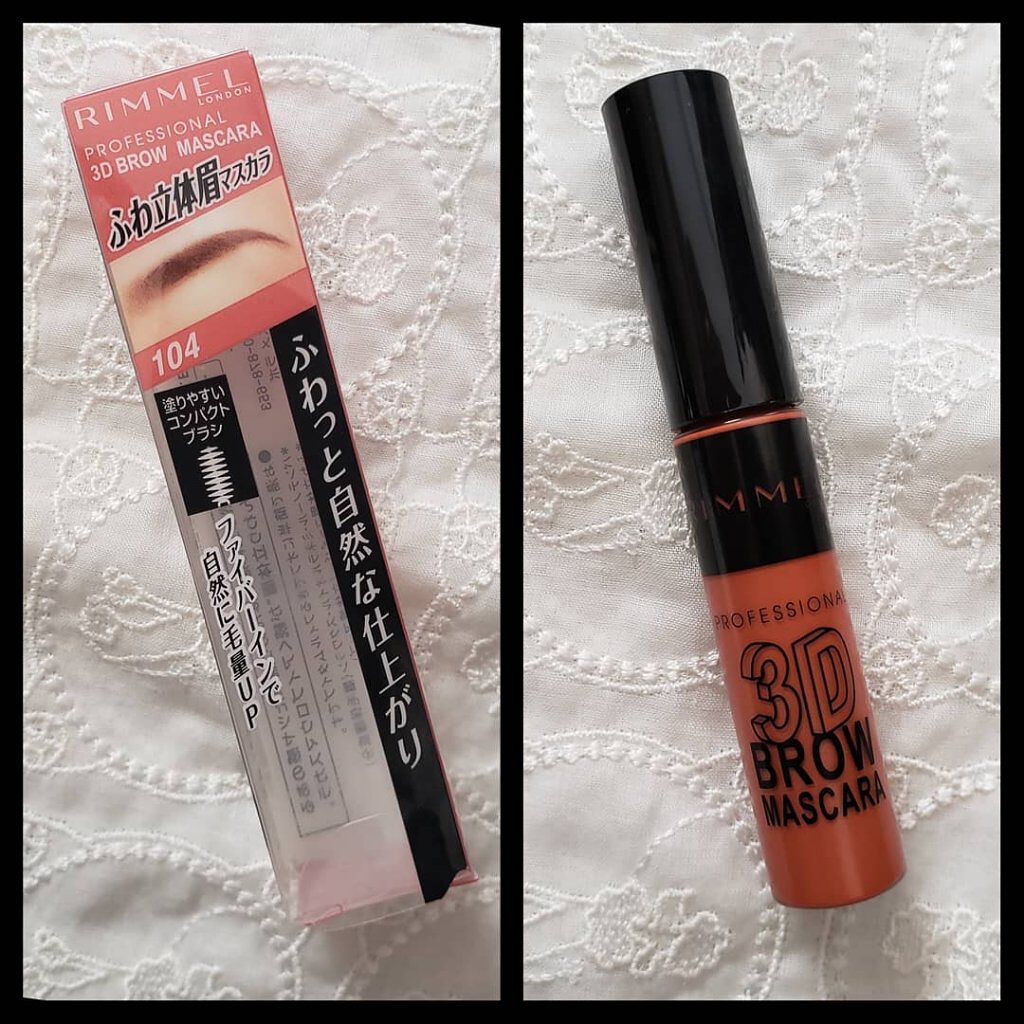 RIMMEL
LONDON
PROFESSIONAL
3D BROW MASCARA
ふわ立体眉マスカラ
104
塗りやすい
コンパクト
ブラシ
ふわっと自然な仕上がり
ファイバーインで
自然に毛量UP
RIMMEL
PROFESSIONAL
3D
BROW
MASCARA